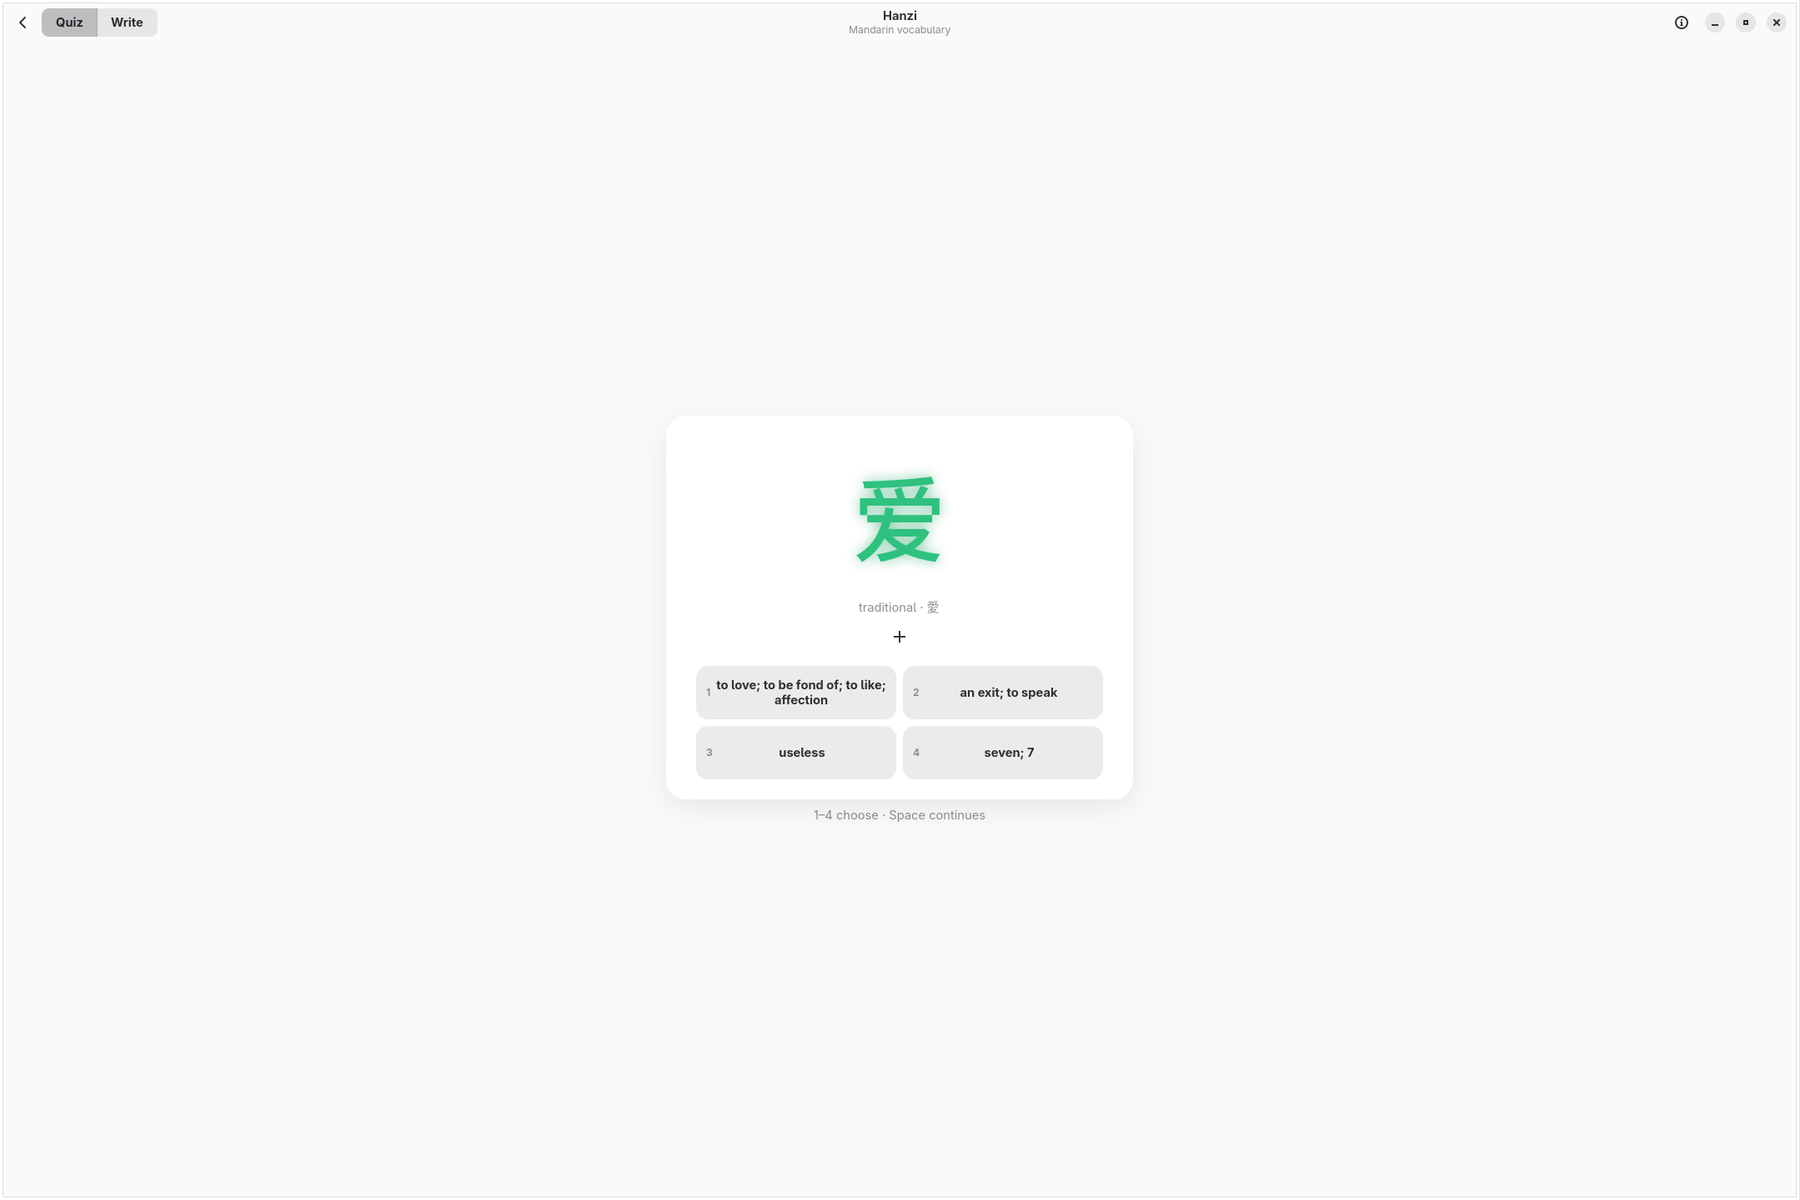 Quiz Write
Hanzi
Mandarin vocabulary
爱
traditional · 愛
+
1 to love; to be fond of; to like;
affection
2 an exit; to speak
3 useless
4 seven; 7
1–4 choose · Space continues